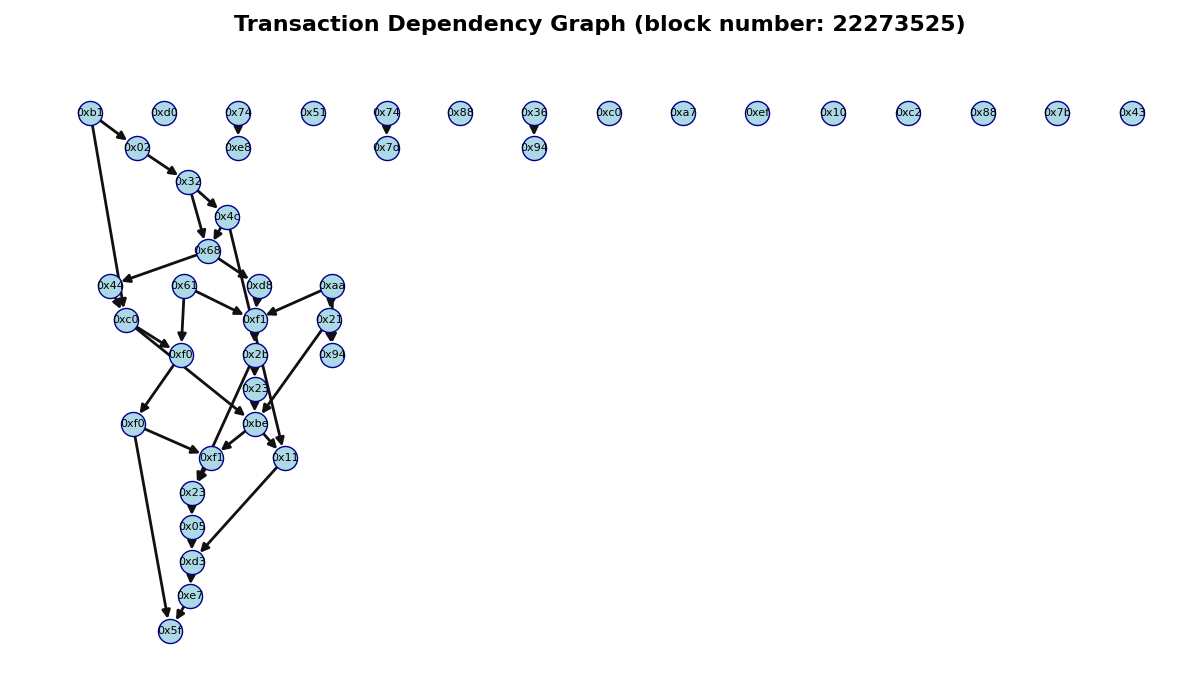 Transaction Dependency Graph (block number: 22273525)
0xb1 0xd0 0x74 0x51 0x74 0x88 0x36 0xc0 0xa7 0xef 0x10 0xc2 0x88 0x7b 0x43
0x02 0xe8 0x7d 0x94
0x32
0x4c
0x68
0x44 0x61 0xd8 0xaa
0xc0 0xf1 0x21
0xf0 0x2b 0x94
0x23
0xf0 0xbe
0xf1 0x11
0x23
0x05
0xd3
0xe7
0x5f